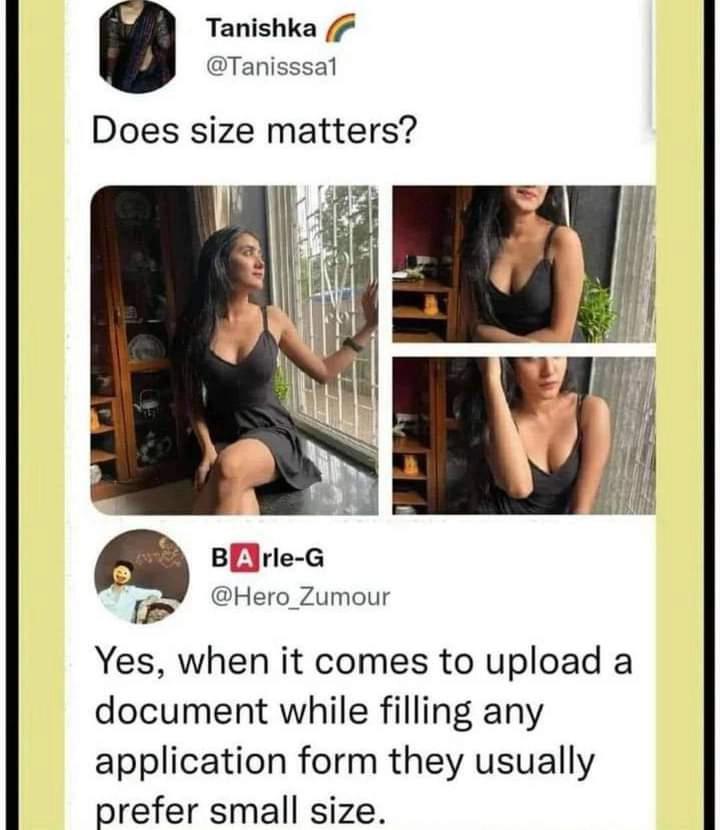 Tanishka 🌈
@Tanisssa1
Does size matters?
B🅰rle-G
@Hero_Zumour
Yes, when it comes to upload a
document while filling any
application form they usually
prefer small size.